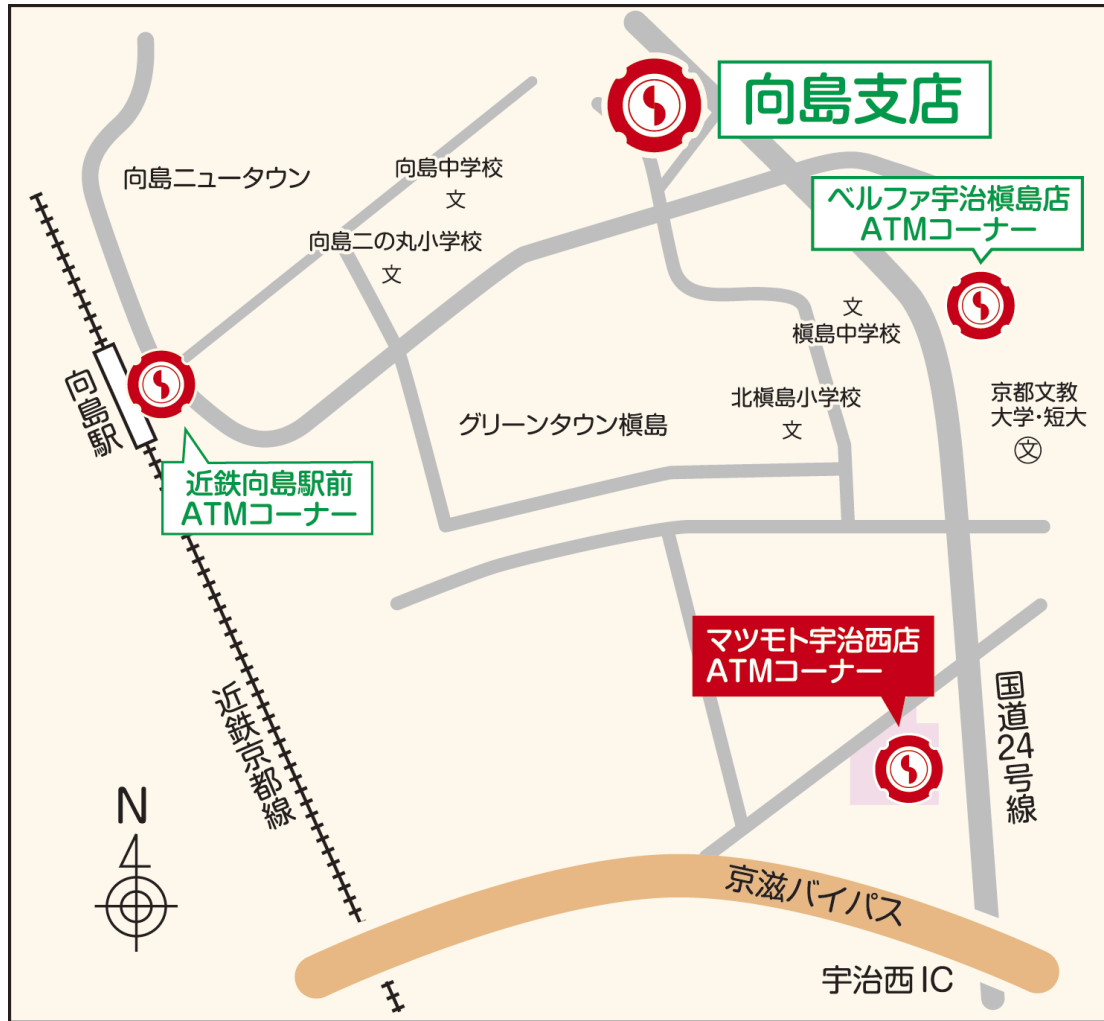 向島支店
向島ニュータウン
向島中学校
文
ベルファ宇治槇島店
ATMコーナー
向島二の丸小学校
文
文
槇島中学校
向島駅
グリーンタウン槇島
北槇島小学校
文
京都文教
大学・短大
文
近鉄向島駅前
ATMコーナー
マツモト宇治西店
ATMコーナー
近鉄京都線
国道24号線
N
京滋バイパス
宇治西IC